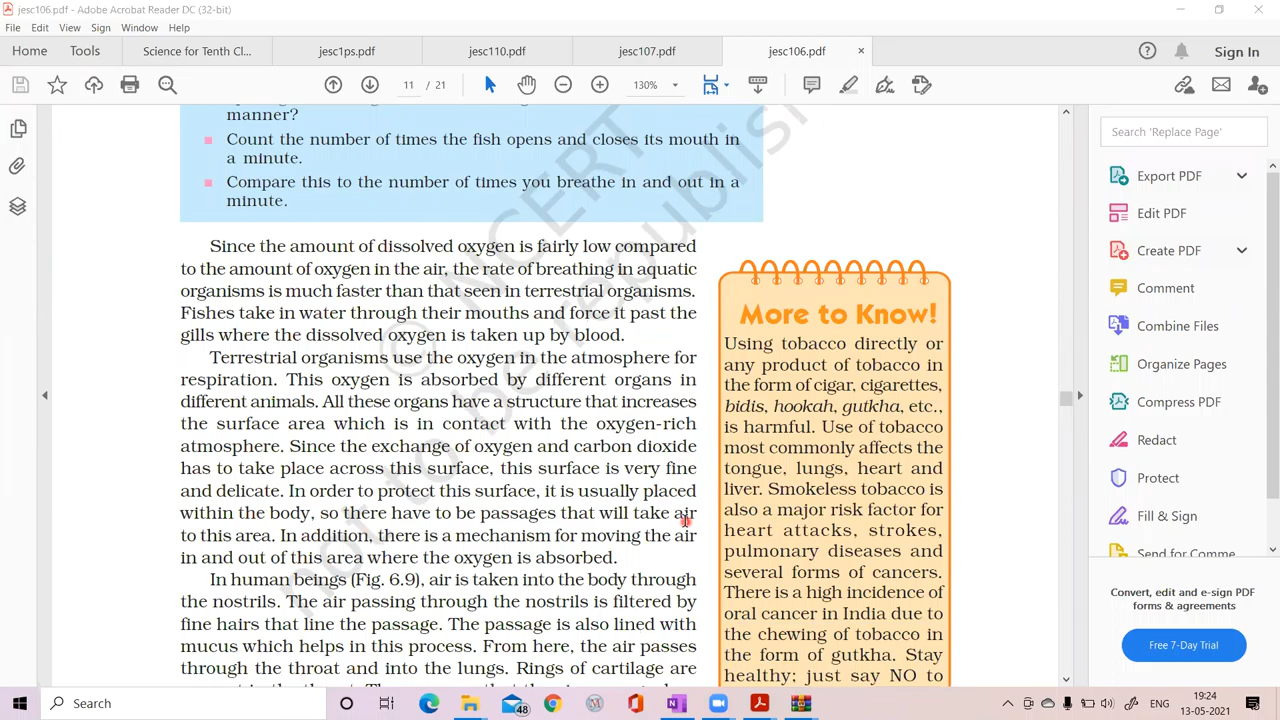 jesc106.pdf - Adobe Acrobat Reader DC (32-bit)
File Edit View Sign Window Help
Home Tools Science for Tenth Cl... jesc1ps.pdf jesc110.pdf jesc107.pdf jesc106.pdf × Sign In
11 / 21 130%
manner?
Count the number of times the fish opens and closes its mouth in
a minute.
Compare this to the number of times you breathe in and out in a
minute.
Since the amount of dissolved oxygen is fairly low compared
to the amount of oxygen in the air, the rate of breathing in aquatic
organisms is much faster than that seen in terrestrial organisms.
Fishes take in water through their mouths and force it past the
gills where the dissolved oxygen is taken up by blood.
Terrestrial organisms use the oxygen in the atmosphere for
respiration. This oxygen is absorbed by different organs in
different animals. All these organs have a structure that increases
the surface area which is in contact with the oxygen-rich
atmosphere. Since the exchange of oxygen and carbon dioxide
has to take place across this surface, this surface is very fine
and delicate. In order to protect this surface, it is usually placed
within the body, so there have to be passages that will take air
to this area. In addition, there is a mechanism for moving the air
in and out of this area where the oxygen is absorbed.
In human beings (Fig. 6.9), air is taken into the body through
the nostrils. The air passing through the nostrils is filtered by
fine hairs that line the passage. The passage is also lined with
mucus which helps in this process. From here, the air passes
through the throat and into the lungs. Rings of cartilage are
More to Know!
Using tobacco directly or
any product of tobacco in
the form of cigar, cigarettes,
bidis, hookah, gutkha, etc.,
is harmful. Use of tobacco
most commonly affects the
tongue, lungs, heart and
liver. Smokeless tobacco is
also a major risk factor for
heart attacks, strokes,
pulmonary diseases and
several forms of cancers.
There is a high incidence of
oral cancer in India due to
the chewing of tobacco in
the form of gutkha. Stay
healthy; just say NO to
© NCERT
not to be republish
Search 'Replace Page'
Export PDF
Edit PDF
Create PDF
Comment
Combine Files
Organize Pages
Compress PDF
Redact
Protect
Fill & Sign
Send for Comme
Convert, edit and e-sign PDF
forms & agreements
Free 7-Day Trial
Search
48
19:24
13-05-2021